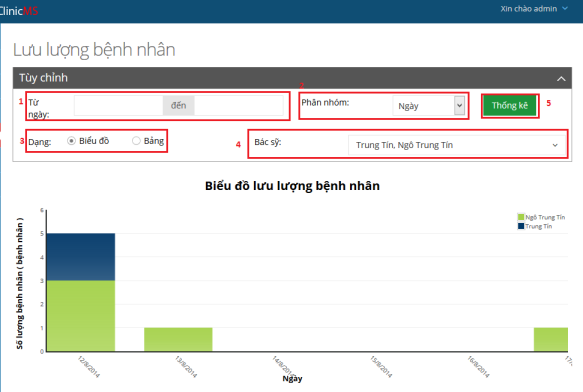 ClinicMS
Xin chào admin
Lưu lượng bệnh nhân
Tùy chỉnh
1 Từ ngày: đến
Phân nhóm: Ngày
Thống kê 5
3 Dạng: Biểu đồ Bảng
4 Bác sỹ: Trung Tín, Ngô Trung Tín
Biểu đồ lưu lượng bệnh nhân
Ngô Trung Tín
Trung Tín
Số lượng bệnh nhân ( bệnh nhân )
6
5
4
3
2
1
0
12/8/2014
13/8/2014
14/8/2014
15/8/2014
16/8/2014
17/
Ngày